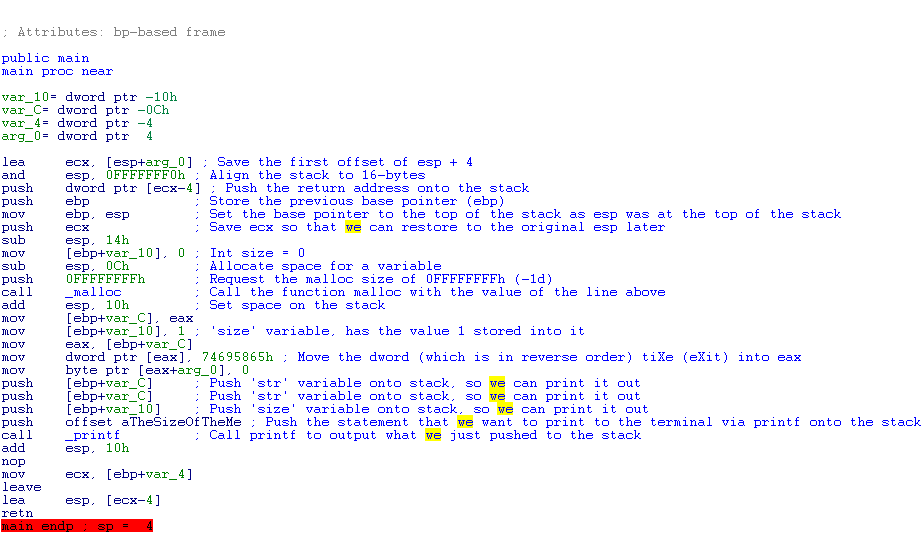 ; Attributes: bp-based frame
public main
main proc near
var_10= dword ptr -10h
var_C= dword ptr -0Ch
var_4= dword ptr -4
arg_0= dword ptr  4
lea     ecx, [esp+arg_0] ; Save the first offset of esp + 4
and     esp, 0FFFFFFF0h ; Align the stack to 16-bytes
push    dword ptr [ecx-4] ; Push the return address onto the stack
push    ebp             ; Store the previous base pointer (ebp)
mov     ebp, esp        ; Set the base pointer to the top of the stack as esp was at the top of the stack
push    ecx             ; Save ecx so that we can restore to the original esp later
sub     esp, 14h
mov     [ebp+var_10], 0 ; Int size = 0
sub     esp, 0Ch        ; Allocate space for a variable
push    0FFFFFFFFh      ; Request the malloc size of 0FFFFFFFFh (-1d)
call    _malloc         ; Call the function malloc with the value of the line above
add     esp, 10h        ; Set space on the stack
mov     [ebp+var_C], eax
mov     [ebp+var_10], 1 ; 'size' variable, has the value 1 stored into it
mov     eax, [ebp+var_C]
mov     dword ptr [eax], 74695865h ; Move the dword (which is in reverse order) tiXe (eXit) into eax
mov     byte ptr [eax+arg_0], 0
push    [ebp+var_C]     ; Push 'str' variable onto stack, so we can print it out
push    [ebp+var_C]     ; Push 'str' variable onto stack, so we can print it out
push    [ebp+var_10]    ; Push 'size' variable onto stack, so we can print it out
push    offset aTheSizeOfTheMe ; Push the statement that we want to print to the terminal via printf onto the stack
call    _printf         ; Call printf to output what we just pushed to the stack
add     esp, 10h
nop
mov     ecx, [ebp+var_4]
leave
lea     esp, [ecx-4]
retn
main endp ; sp =  4